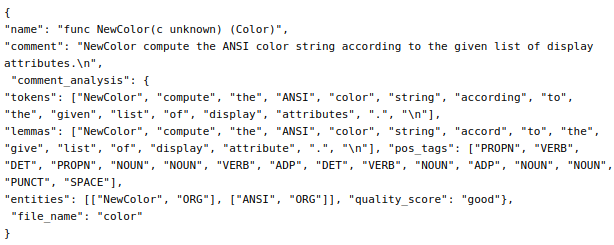 {
"name": "func NewColor(c unknown) (Color)",
"comment": "NewColor compute the ANSI color string according to the given list of display
attributes.\n",
"comment_analysis": {
"tokens": ["NewColor", "compute", "the", "ANSI", "color", "string", "according", "to",
"the", "given", "list", "of", "display", "attributes", ".", "\n"],
"lemmas": ["NewColor", "compute", "the", "ANSI", "color", "string", "accord", "to", "the",
"give", "list", "of", "display", "attribute", ".", "\n"], "pos_tags": ["PROPN", "VERB",
"DET", "PROPN", "NOUN", "NOUN", "VERB", "ADP", "DET", "VERB", "NOUN", "ADP", "NOUN", "NOUN",
"PUNCT", "SPACE"],
"entities": [["NewColor", "ORG"], ["ANSI", "ORG"]], "quality_score": "good"},
"file_name": "color"
}